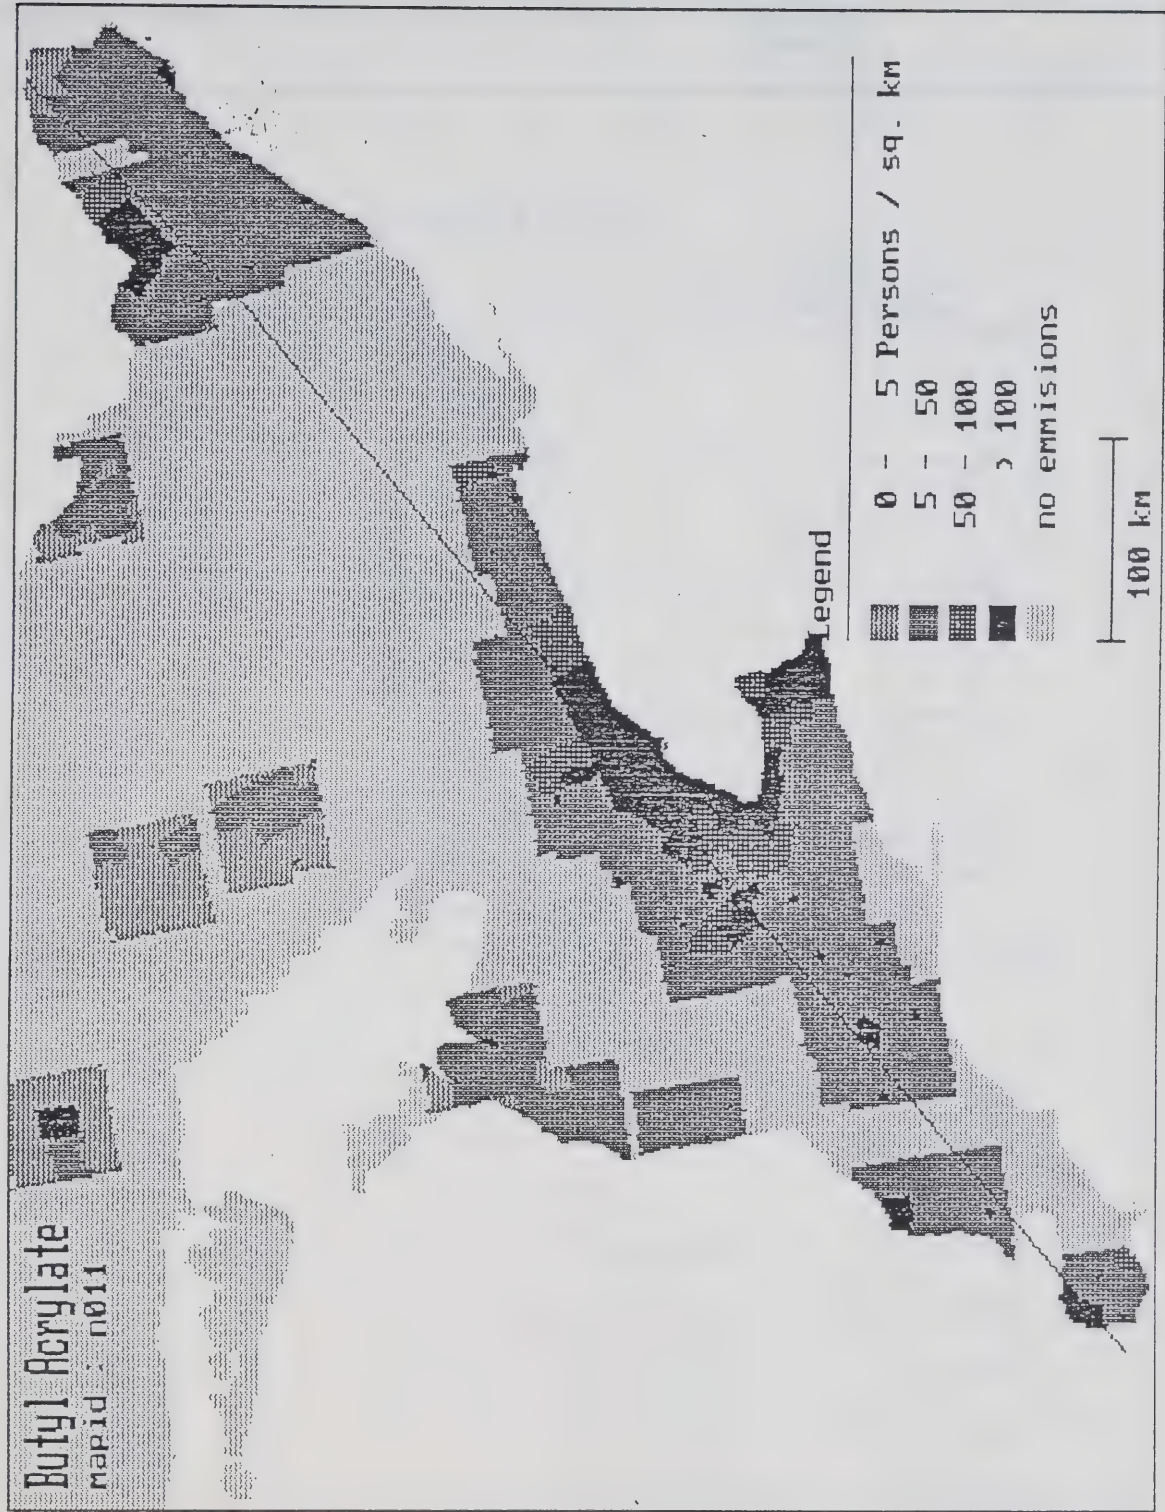 Butyl Acrylate
mapid : n011
Legend
0 - 5 Persons / sq. km
5 - 50
50 - 100
> 100
no emmisions
100 km